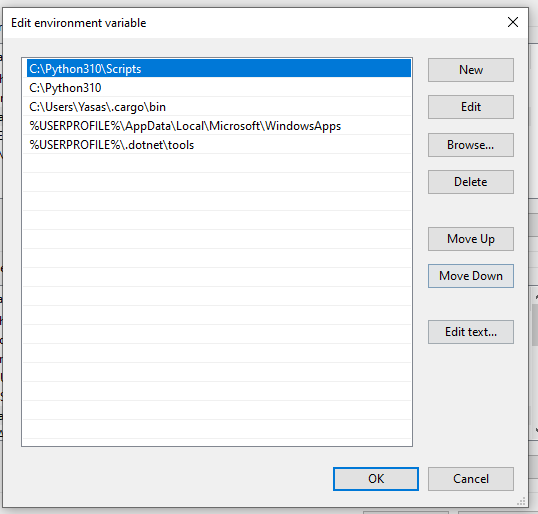 Edit environment variable
C:\Python310\Scripts
C:\Python310
C:\Users\Yasas\.cargo\bin
%USERPROFILE%\AppData\Local\Microsoft\WindowsApps
%USERPROFILE%\.dotnet\tools
New
Edit
Browse...
Delete
Move Up
Move Down
Edit text...
OK
Cancel